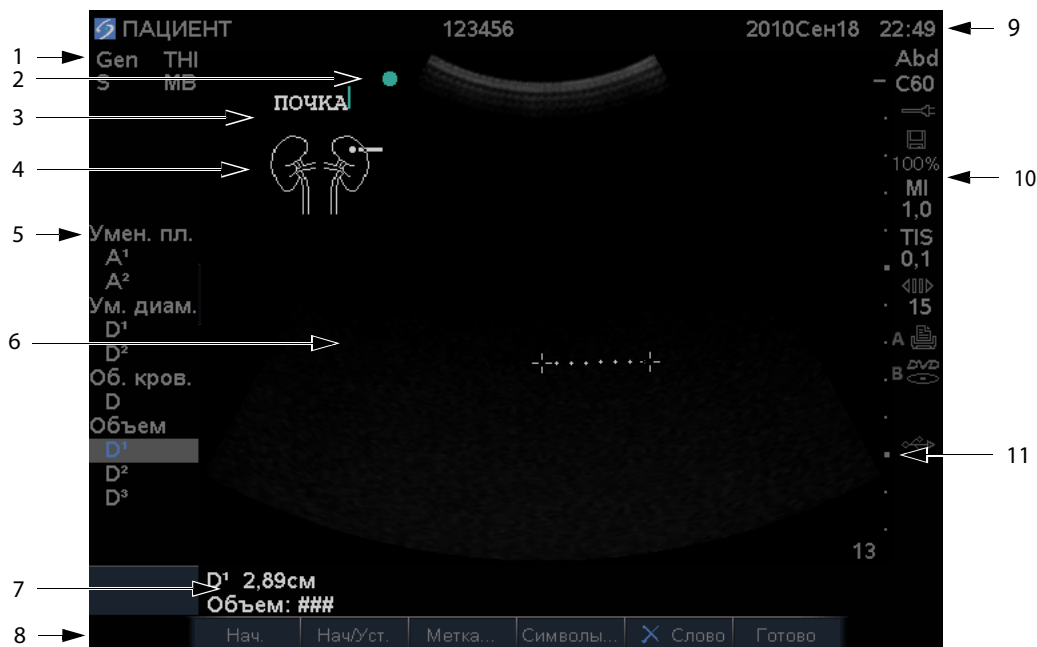 ПАЦИЕНТ 123456 2010Сен18 22:49 9
1 Gen THI Abd
2 S MB C60
ПОЧКА
3
4
100% 10
MI
1,0
5 Умен. пл. TIS
A¹ 0,1
A²
Ум. диам. 15
D¹
6 A
D²
Об. кров. B DVD
D
Объем
D¹ 11
D²
D³
13
7 D¹ 2,89см
Объем: ###
8 Нач. Нач/Уст. Метка... Символы... X Слово Готово